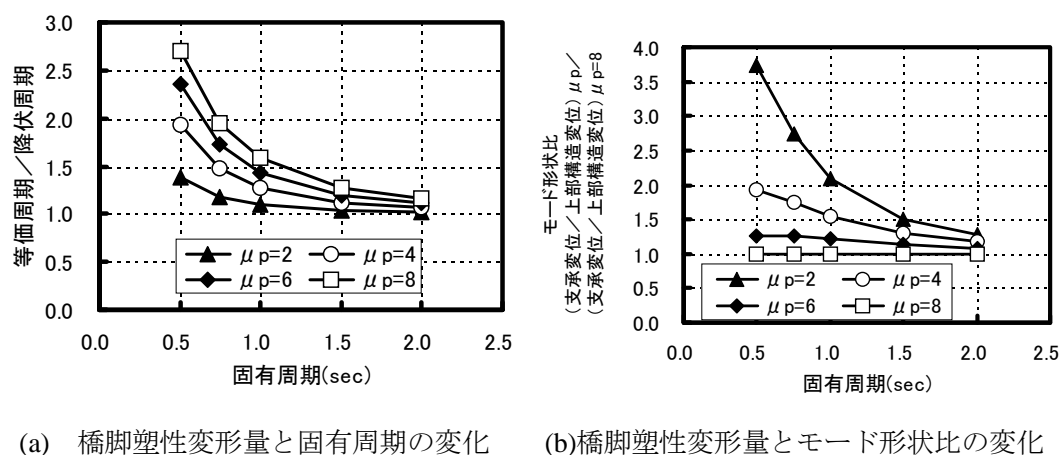 等価周期／降伏周期
3.0
2.5
2.0
1.5
1.0
0.5
0.0
μp=2
μp=4
μp=6
μp=8
0.0 0.5 1.0 1.5 2.0 2.5
固有周期(sec)
(a) 橋脚塑性変形量と固有周期の変化
モード形状比
(支承変位／上部構造変位)μp／
(支承変位／上部構造変位)μp=8
4.0
3.5
3.0
2.5
2.0
1.5
1.0
0.5
0.0
μp=2
μp=4
μp=6
μp=8
0.0 0.5 1.0 1.5 2.0 2.5
固有周期(sec)
(b)橋脚塑性変形量とモード形状比の変化